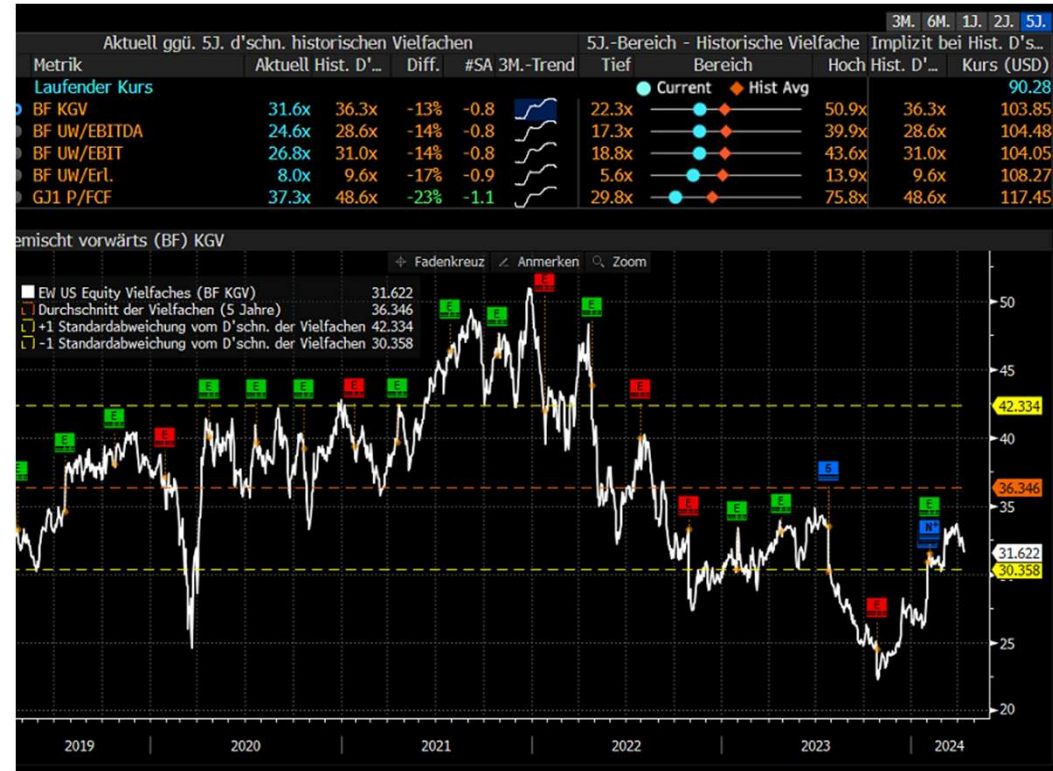 3M. 6M. 1J. 2J. 5J.
Aktuell ggü. 5J. d'schn. historischen Vielfachen 5J.-Bereich - Historische Vielfache Implizit bei Hist. D's...
Metrik Aktuell Hist. D'... Diff. #SA 3M.-Trend Tief Bereich Hoch Hist. D'... Kurs (USD)
Laufender Kurs Current Hist Avg 90.28
BF KGV 31.6x 36.3x -13% -0.8 22.3x 50.9x 36.3x 103.85
BF UW/EBITDA 24.6x 28.6x -14% -0.8 17.3x 39.9x 28.6x 104.48
BF UW/EBIT 26.8x 31.0x -14% -0.8 18.8x 43.6x 31.0x 104.05
BF UW/Erl. 8.0x 9.6x -17% -0.9 5.6x 13.9x 9.6x 108.27
GJ1 P/FCF 37.3x 48.6x -23% -1.1 29.8x 75.8x 48.6x 117.45
emischt vorwärts (BF) KGV
Fadenkreuz Anmerken Zoom
EW US Equity Vielfaches (BF KGV) 31.622
Durchschnitt der Vielfachen (5 Jahre) 36.346
+1 Standardabweichung vom D'schn. der Vielfachen 42.334
-1 Standardabweichung vom D'schn. der Vielfachen 30.358
E
E
E
E
E E E E E E
E
E
42.334
E
E
S
36.346
E
E
E
E
N+
31.622
30.358
E
50
45
40
35
25
20
2019 2020 2021 2022 2023 2024